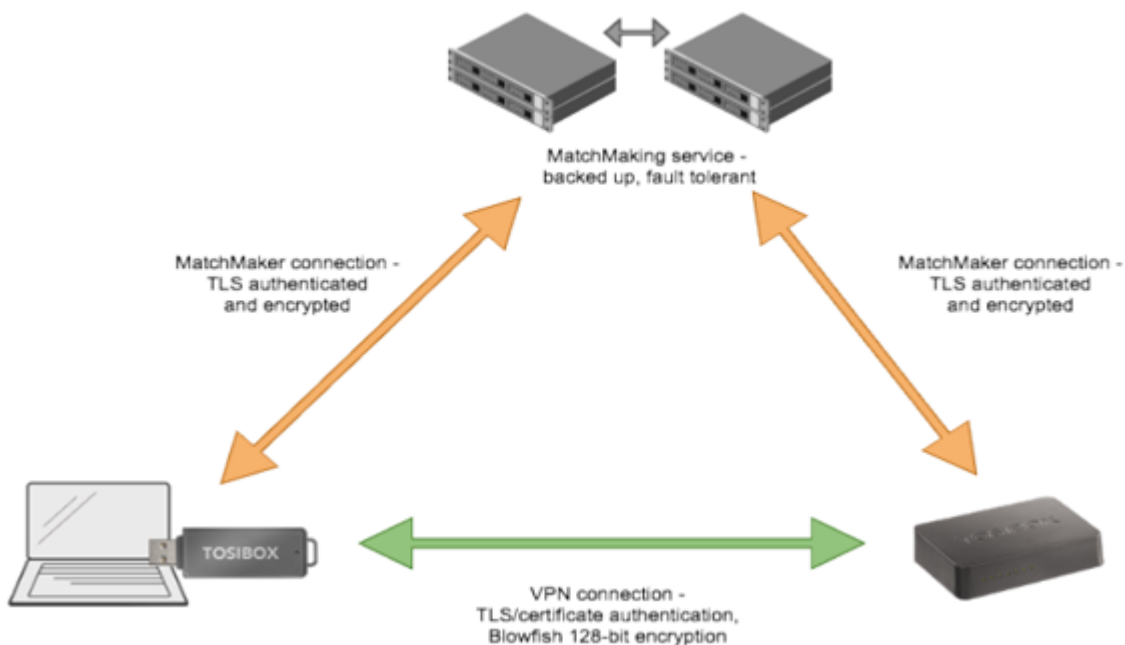 MatchMaking service -
backed up, fault tolerant
MatchMaker connection -
TLS authenticated
and encrypted
MatchMaker connection -
TLS authenticated
and encrypted
TOSIBOX
TOSIBOX
VPN connection -
TLS/certificate authentication,
Blowfish 128-bit encryption